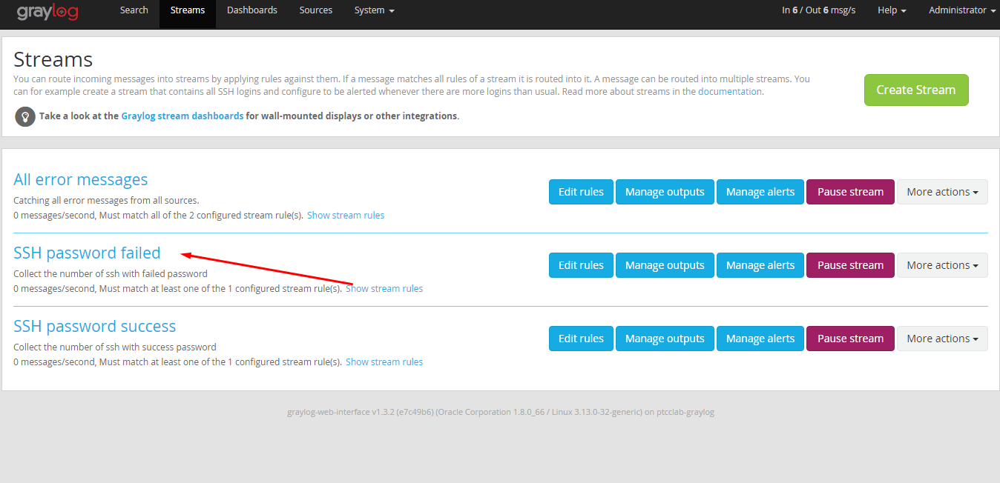 graylog Search Streams Dashboards Sources System In 6 / Out 6 msg/s Help Administrator
Streams
You can route incoming messages into streams by applying rules against them. If a message matches all rules of a stream it is routed into it. A message can be routed into multiple streams. You
can for example create a stream that contains all SSH logins and configure to be alerted whenever there are more logins than usual. Read more about streams in the documentation.
Create Stream
Take a look at the Graylog stream dashboards for wall-mounted displays or other integrations.
All error messages
Edit rules Manage outputs Manage alerts Pause stream More actions
Catching all error messages from all sources.
0 messages/second, Must match all of the 2 configured stream rule(s). Show stream rules
SSH password failed
Edit rules Manage outputs Manage alerts Pause stream More actions
Collect the number of ssh with failed password
0 messages/second, Must match at least one of the 1 configured stream rule(s). Show stream rules
SSH password success
Edit rules Manage outputs Manage alerts Pause stream More actions
Collect the number of ssh with success password
0 messages/second, Must match at least one of the 1 configured stream rule(s). Show stream rules
graylog-web-interface v1.3.2 (e7c49b6) (Oracle Corporation 1.8.0_66 / Linux 3.13.0-32-generic) on ptcclab-graylog